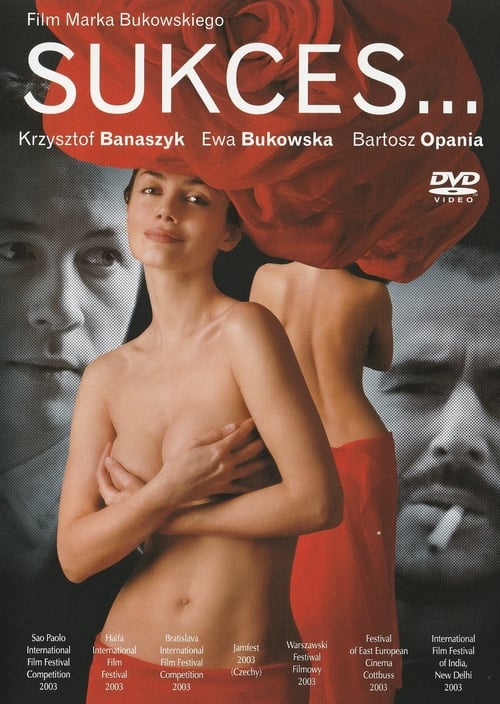 Film Marka Bukowskiego
SUKCES...
Krzysztof Banaszyk Ewa Bukowska Bartosz Opania
DVD
VIDEO
Sao Paolo
International
Film Festival
Competition
2003
Haifa
International
Film
Festival
2003
Bratislava
International
Film Festival
Competition
2003
Jamfest
2003
(Czechy)
Warszawski
Festiwal
Filmowy
2003
Festival
of East European
Cinema
Cottbuss
2003
International
Film Festival
of India,
New Delhi
2003